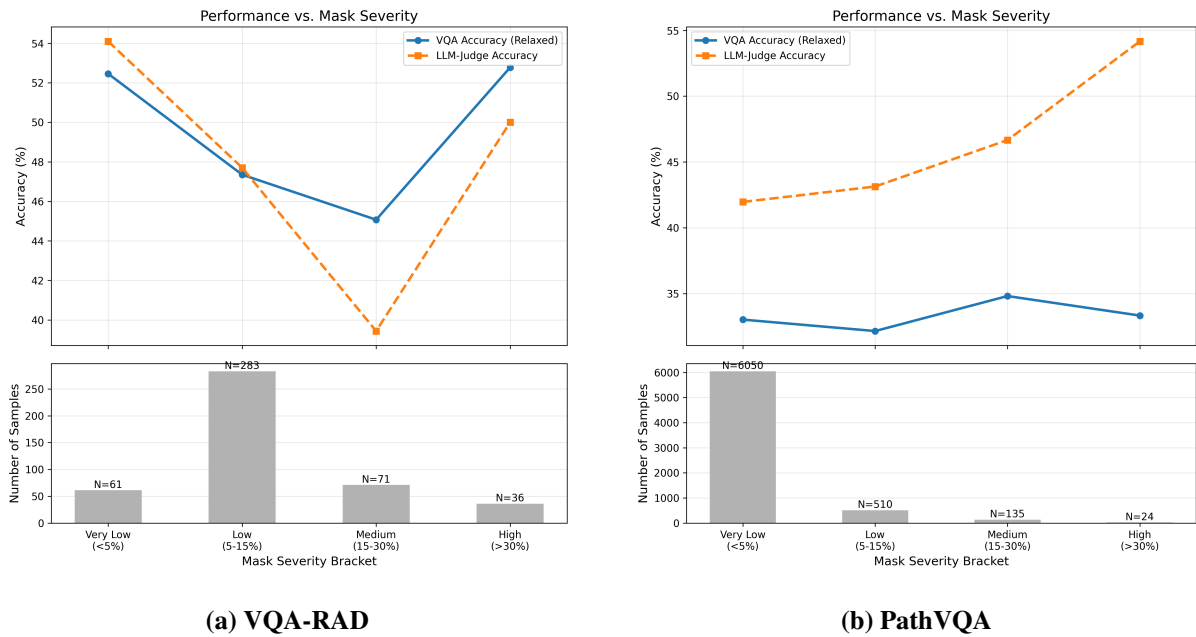 Performance vs. Mask Severity
VQA Accuracy (Relaxed)
LLM-Judge Accuracy
Accuracy (%)
54
52
50
48
46
44
42
40
Number of Samples
250
200
150
100
50
0
N=61
N=283
N=71
N=36
Very Low
(<5%)
Low
(5-15%)
Medium
(15-30%)
High
(>30%)
Mask Severity Bracket
(a) VQA-RAD
Performance vs. Mask Severity
VQA Accuracy (Relaxed)
LLM-Judge Accuracy
Accuracy (%)
55
50
45
40
35
Number of Samples
6000
5000
4000
3000
2000
1000
0
N=6050
N=510
N=135
N=24
Very Low
(<5%)
Low
(5-15%)
Medium
(15-30%)
High
(>30%)
Mask Severity Bracket
(b) PathVQA